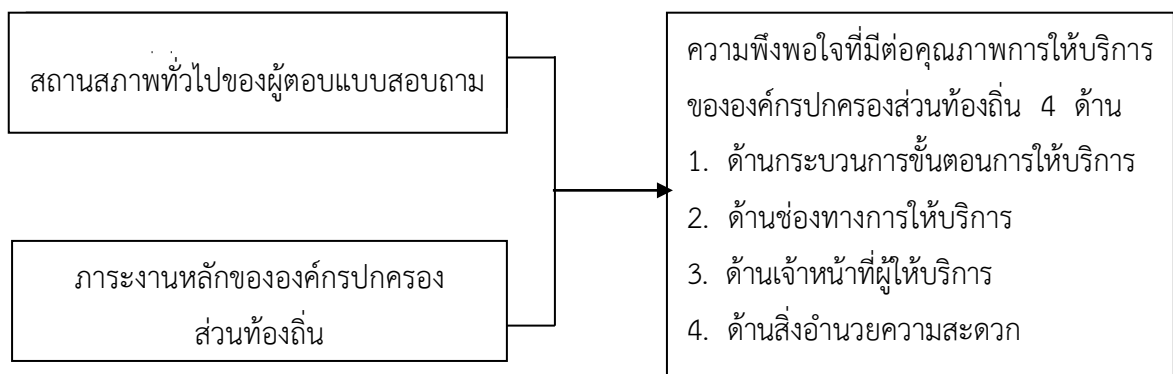 สถานสภาพทั่วไปของผู้ตอบแบบสอบถาม
ภาระงานหลักขององค์กรปกครอง
ส่วนท้องถิ่น
ความพึงพอใจที่มีต่อคุณภาพการให้บริการ
ขององค์กรปกครองส่วนท้องถิ่น 4 ด้าน
1. ด้านกระบวนการขั้นตอนการให้บริการ
2. ด้านช่องทางการให้บริการ
3. ด้านเจ้าหน้าที่ผู้ให้บริการ
4. ด้านสิ่งอำนวยความสะดวก